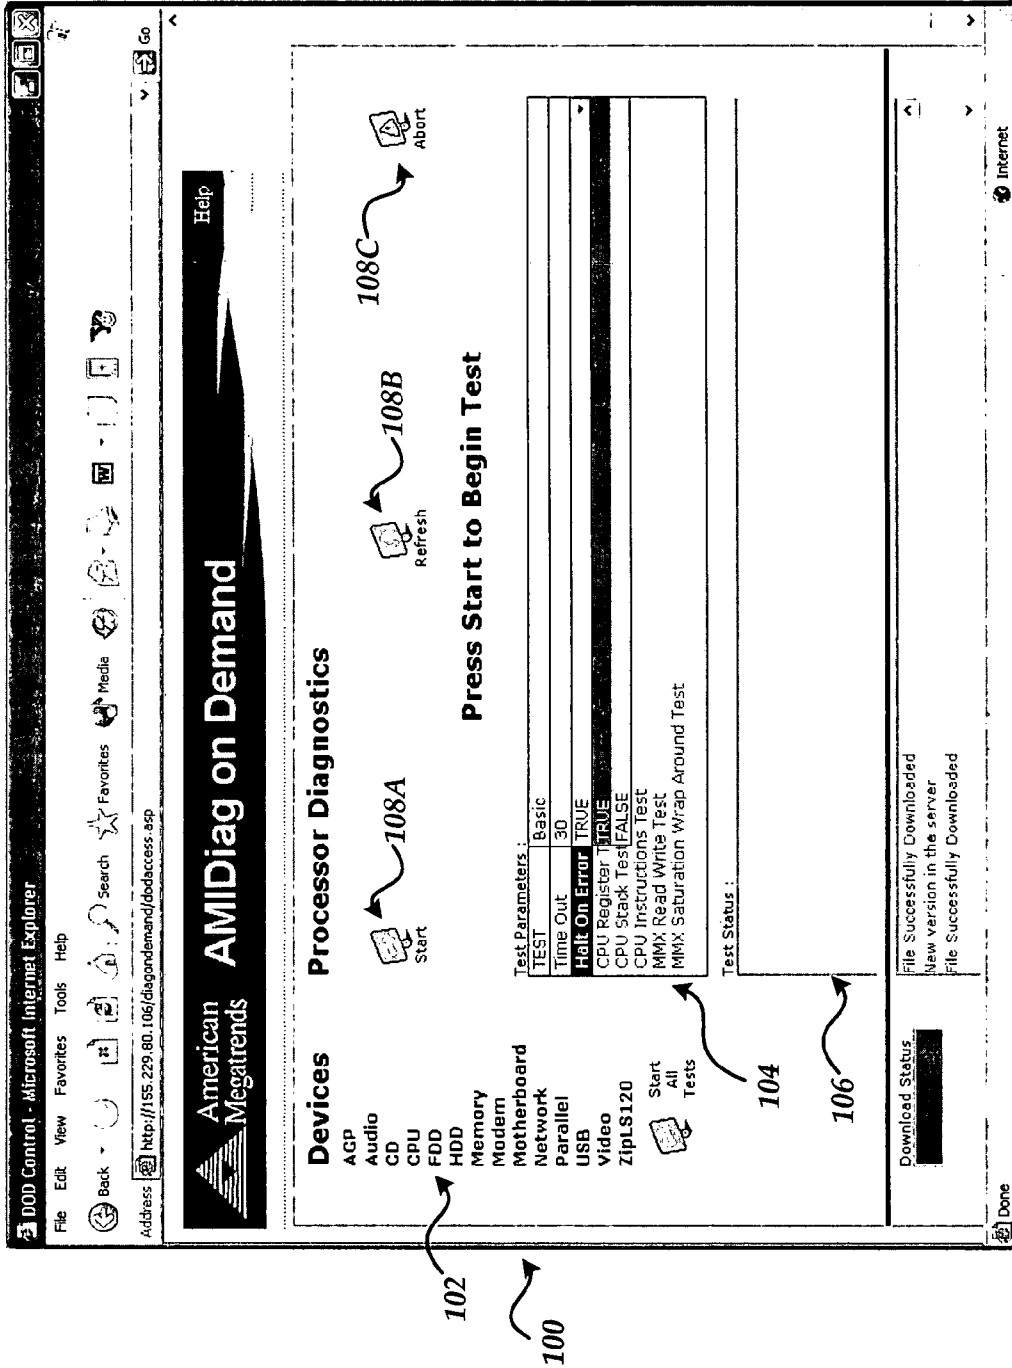 DOD Control - Microsoft Internet Explorer
File Edit View Favorites Tools Help
Back Search Favorites Media
Address http://155.229.80.106/diagondemand/dodaccess.asp Go
American
Megatrends
AMIDiag on Demand
Help
Devices
AGP
Audio
CD
CPU
FDD
HDD
Memory
Modem
Motherboard
Network
Parallel
USB
Video
ZipLS120
Start
All
Tests
Processor Diagnostics
Start
Refresh
Abort
108A
108B
108C
Press Start to Begin Test
Test Parameters :
TEST Basic
Time Out 30
Halt On Error TRUE
CPU Register T TRUE
CPU Stack Test FALSE
CPU Instructions Test
MMX Read Write Test
MMX Saturation Wrap Around Test
Test Status :
Download Status
File Successfully Downloaded
New version in the server
File Successfully Downloaded
Done Internet
102
104
106
100